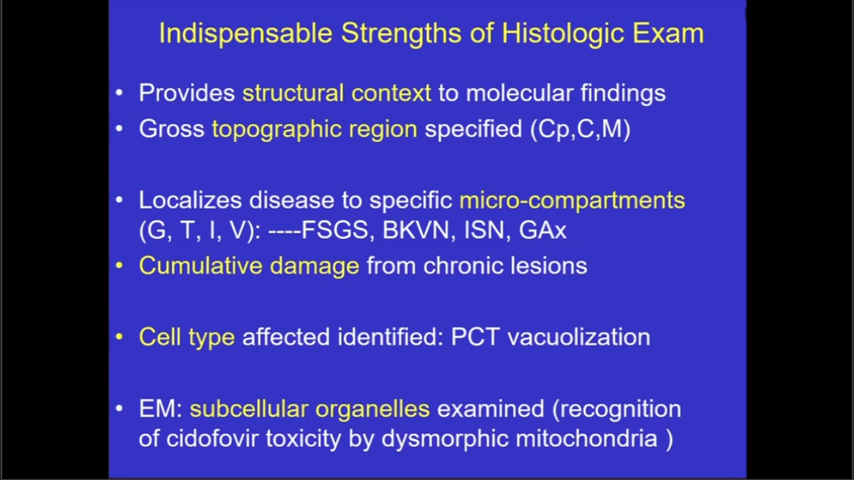 Indispensable Strengths of Histologic Exam
• Provides structural context to molecular findings
• Gross topographic region specified (Cp,C,M)
• Localizes disease to specific micro-compartments
(G, T, I, V): ----FSGS, BKVN, ISN, GAx
• Cumulative damage from chronic lesions
• Cell type affected identified: PCT vacuolization
• EM: subcellular organelles examined (recognition
of cidofovir toxicity by dysmorphic mitochondria )